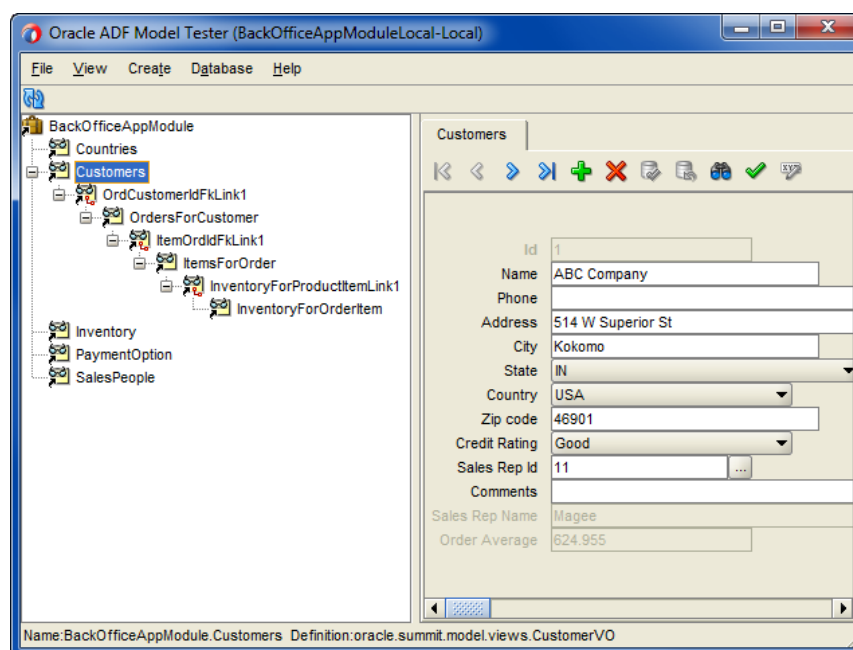 Oracle ADF Model Tester (BackOfficeAppModuleLocal-Local)
File View Create Database Help
BackOfficeAppModule
Countries
Customers
OrdCustomerIdFkLink1
OrdersForCustomer
ItemOrdIdFkLink1
ItemsForOrder
InventoryForProductItemLink1
InventoryForOrderItem
Inventory
PaymentOption
SalesPeople
Customers
Id 1
Name ABC Company
Phone
Address 514 W Superior St
City Kokomo
State IN
Country USA
Zip code 46901
Credit Rating Good
Sales Rep Id 11 ...
Comments
Sales Rep Name Magee
Order Average 624.955
Name:BackOfficeAppModule.Customers Definition:oracle.summit.model.views.CustomerVO